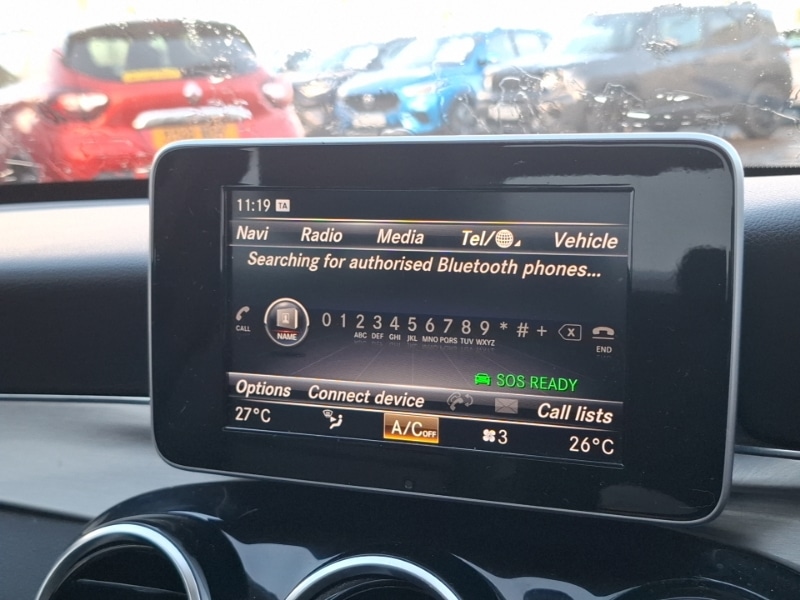 11:19 TA
Navi Radio Media Tel/ Vehicle
Searching for authorised Bluetooth phones...
CALL NAME 0 1 2 3 4 5 6 7 8 9 * # + END
ABC DEF GHI JKL MNO PQRS TUV WXYZ
SOS READY
Options Connect device Call lists
27°C A/C OFF 3 26°C